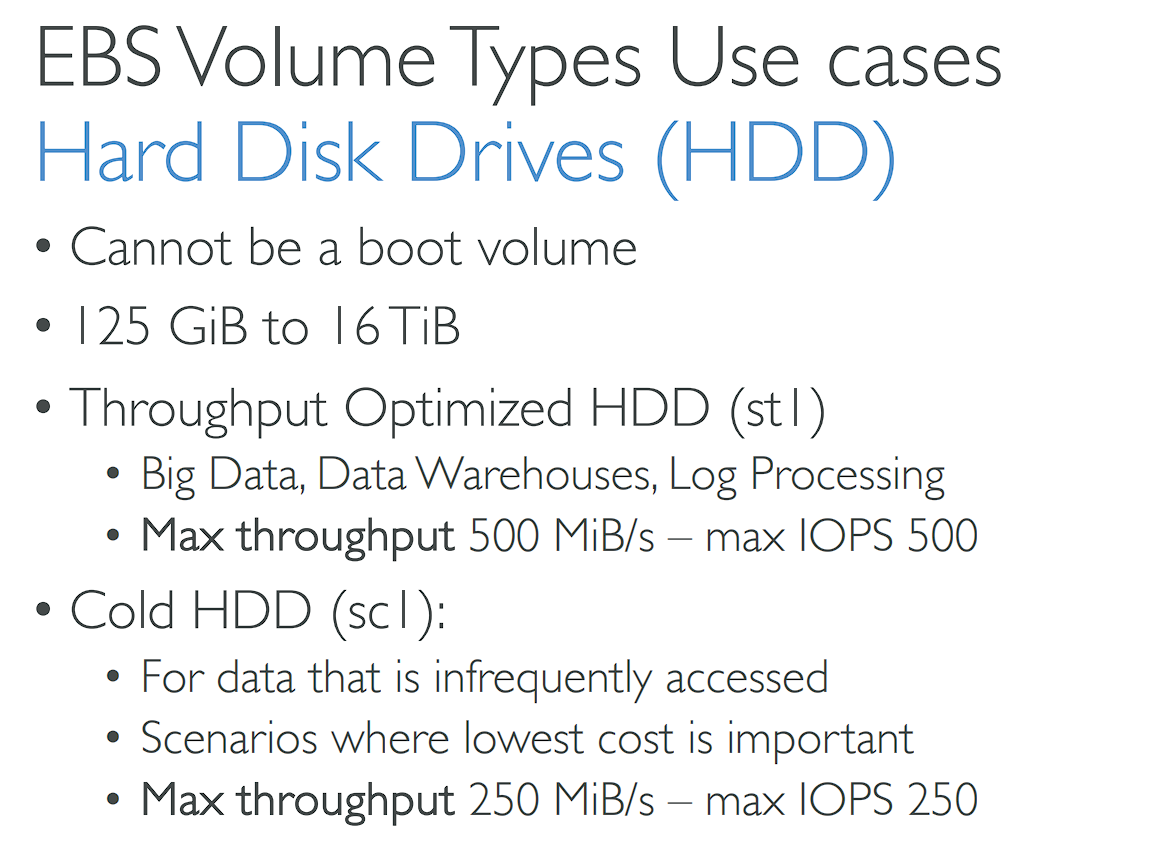 EBS Volume Types Use cases
Hard Disk Drives (HDD)
• Cannot be a boot volume
• 125 GiB to 16 TiB
• Throughput Optimized HDD (st1)
• Big Data, Data Warehouses, Log Processing
• Max throughput 500 MiB/s – max IOPS 500
• Cold HDD (sc1):
• For data that is infrequently accessed
• Scenarios where lowest cost is important
• Max throughput 250 MiB/s – max IOPS 250